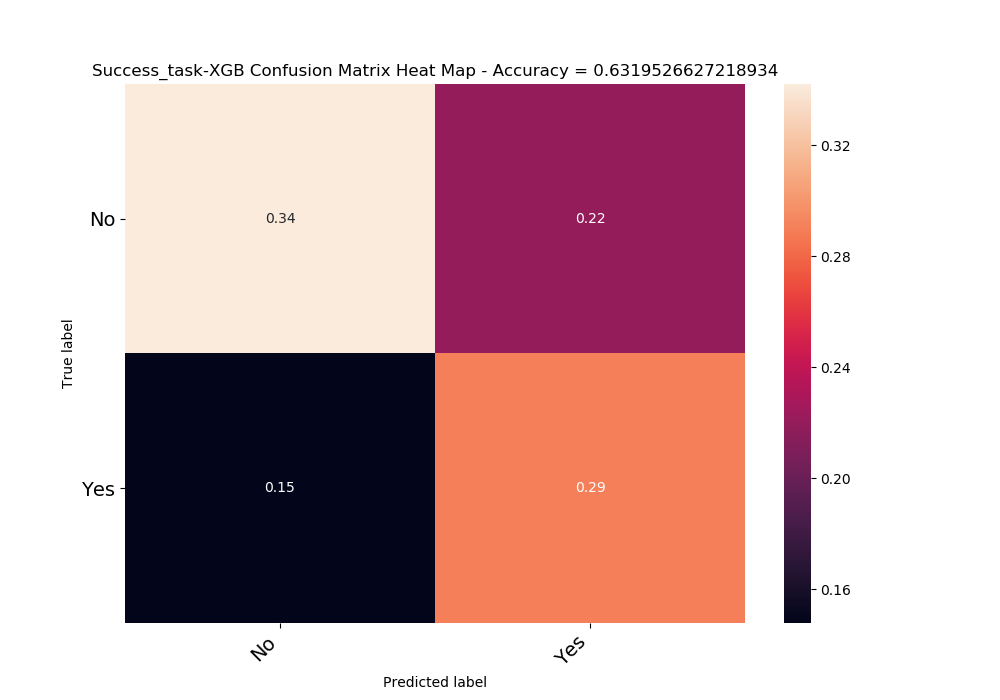 Success_task-XGB Confusion Matrix Heat Map - Accuracy = 0.6319526627218934
No
0.34
0.22
Yes
0.15
0.29
True label
No
Yes
Predicted label
0.32
0.28
0.24
0.20
0.16